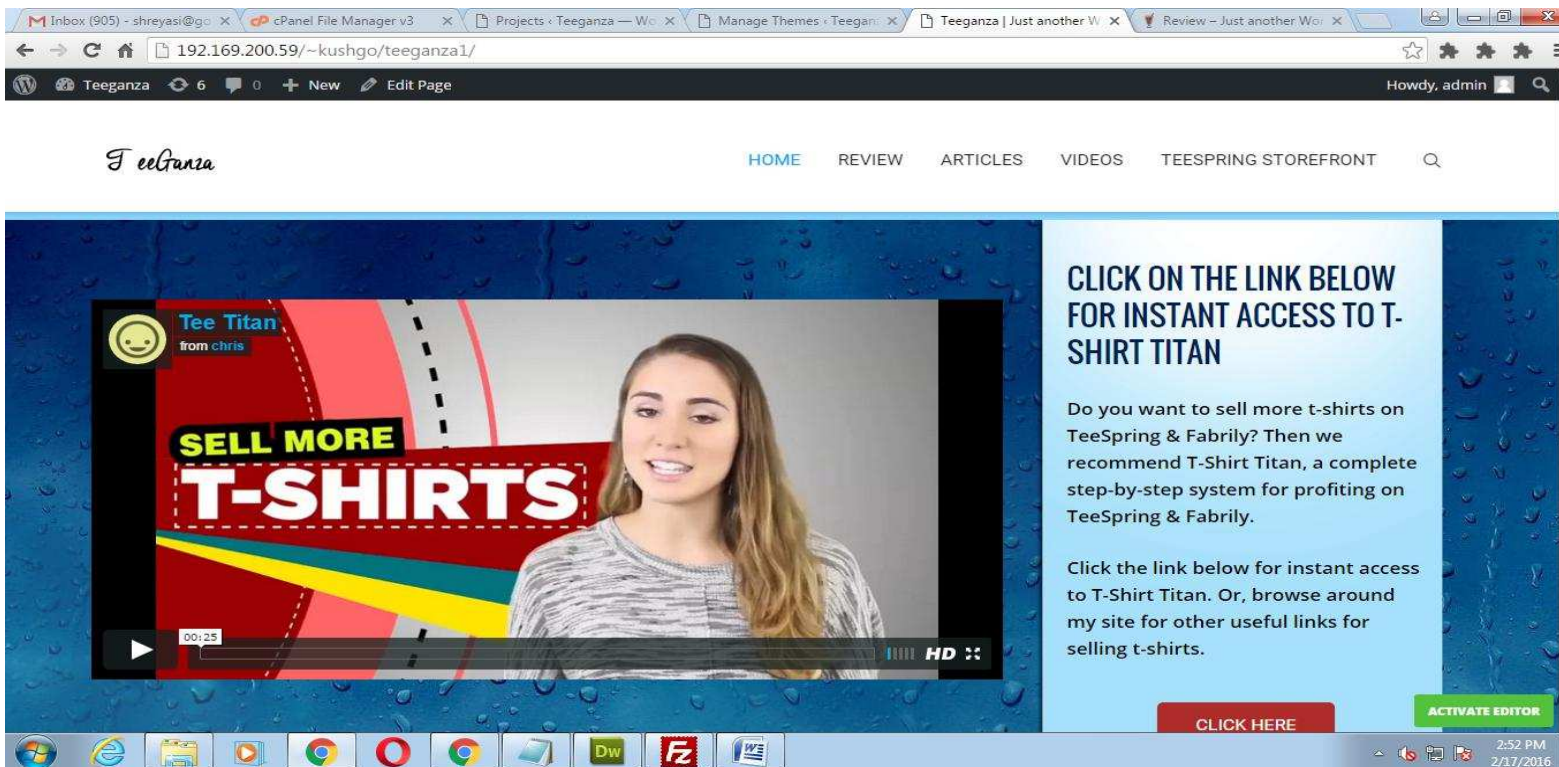 Inbox (905) - shreyasi@go
cPanel File Manager v3
Projects ‹ Teeganza — Wo
Manage Themes ‹ Teegan
Teeganza | Just another W
Review – Just another Wor
192.169.200.59/~kushgo/teeganza1/
Teeganza 6 0 + New Edit Page
Howdy, admin
TeeGanza
HOME REVIEW ARTICLES VIDEOS TEESPRING STOREFRONT
Tee Titan
from chris
SELL MORE
T-SHIRTS
00:25
HD
CLICK ON THE LINK BELOW
FOR INSTANT ACCESS TO T-
SHIRT TITAN
Do you want to sell more t-shirts on
TeeSpring & Fabrily? Then we
recommend T-Shirt Titan, a complete
step-by-step system for profiting on
TeeSpring & Fabrily.
Click the link below for instant access
to T-Shirt Titan. Or, browse around
my site for other useful links for
selling t-shirts.
CLICK HERE
ACTIVATE EDITOR
Dw
Fz
W
2:52 PM
2/17/2016